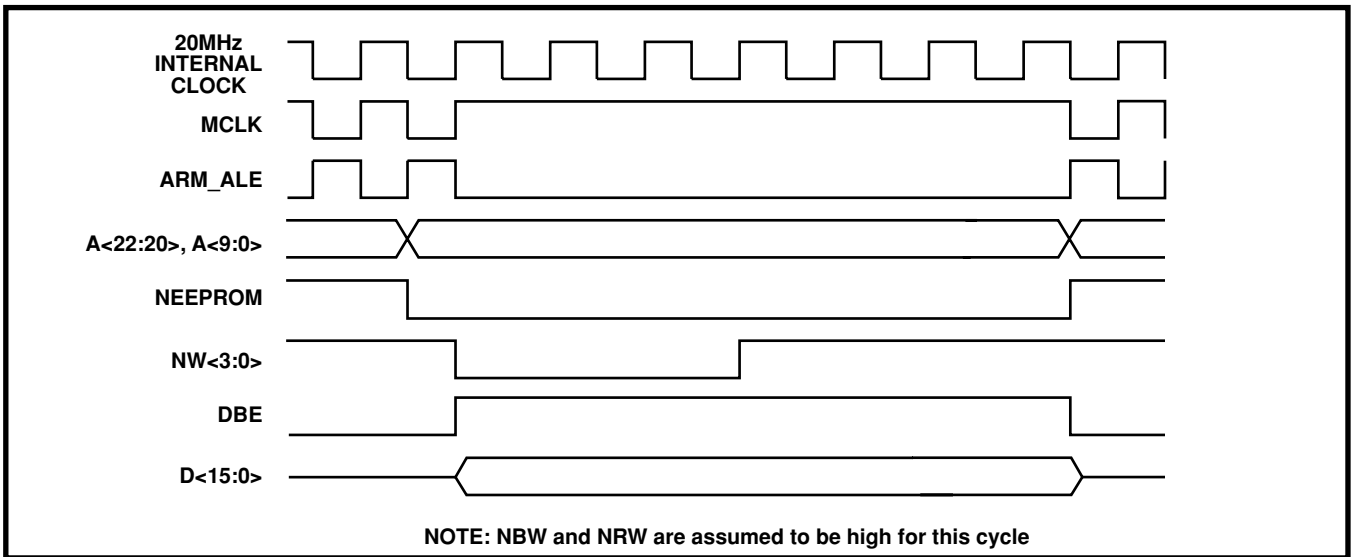 20MHz
INTERNAL
CLOCK
MCLK
ARM_ALE
A<22:20>, A<9:0>
NEEPROM
NW<3:0>
DBE
D<15:0>
NOTE: NBW and NRW are assumed to be high for this cycle